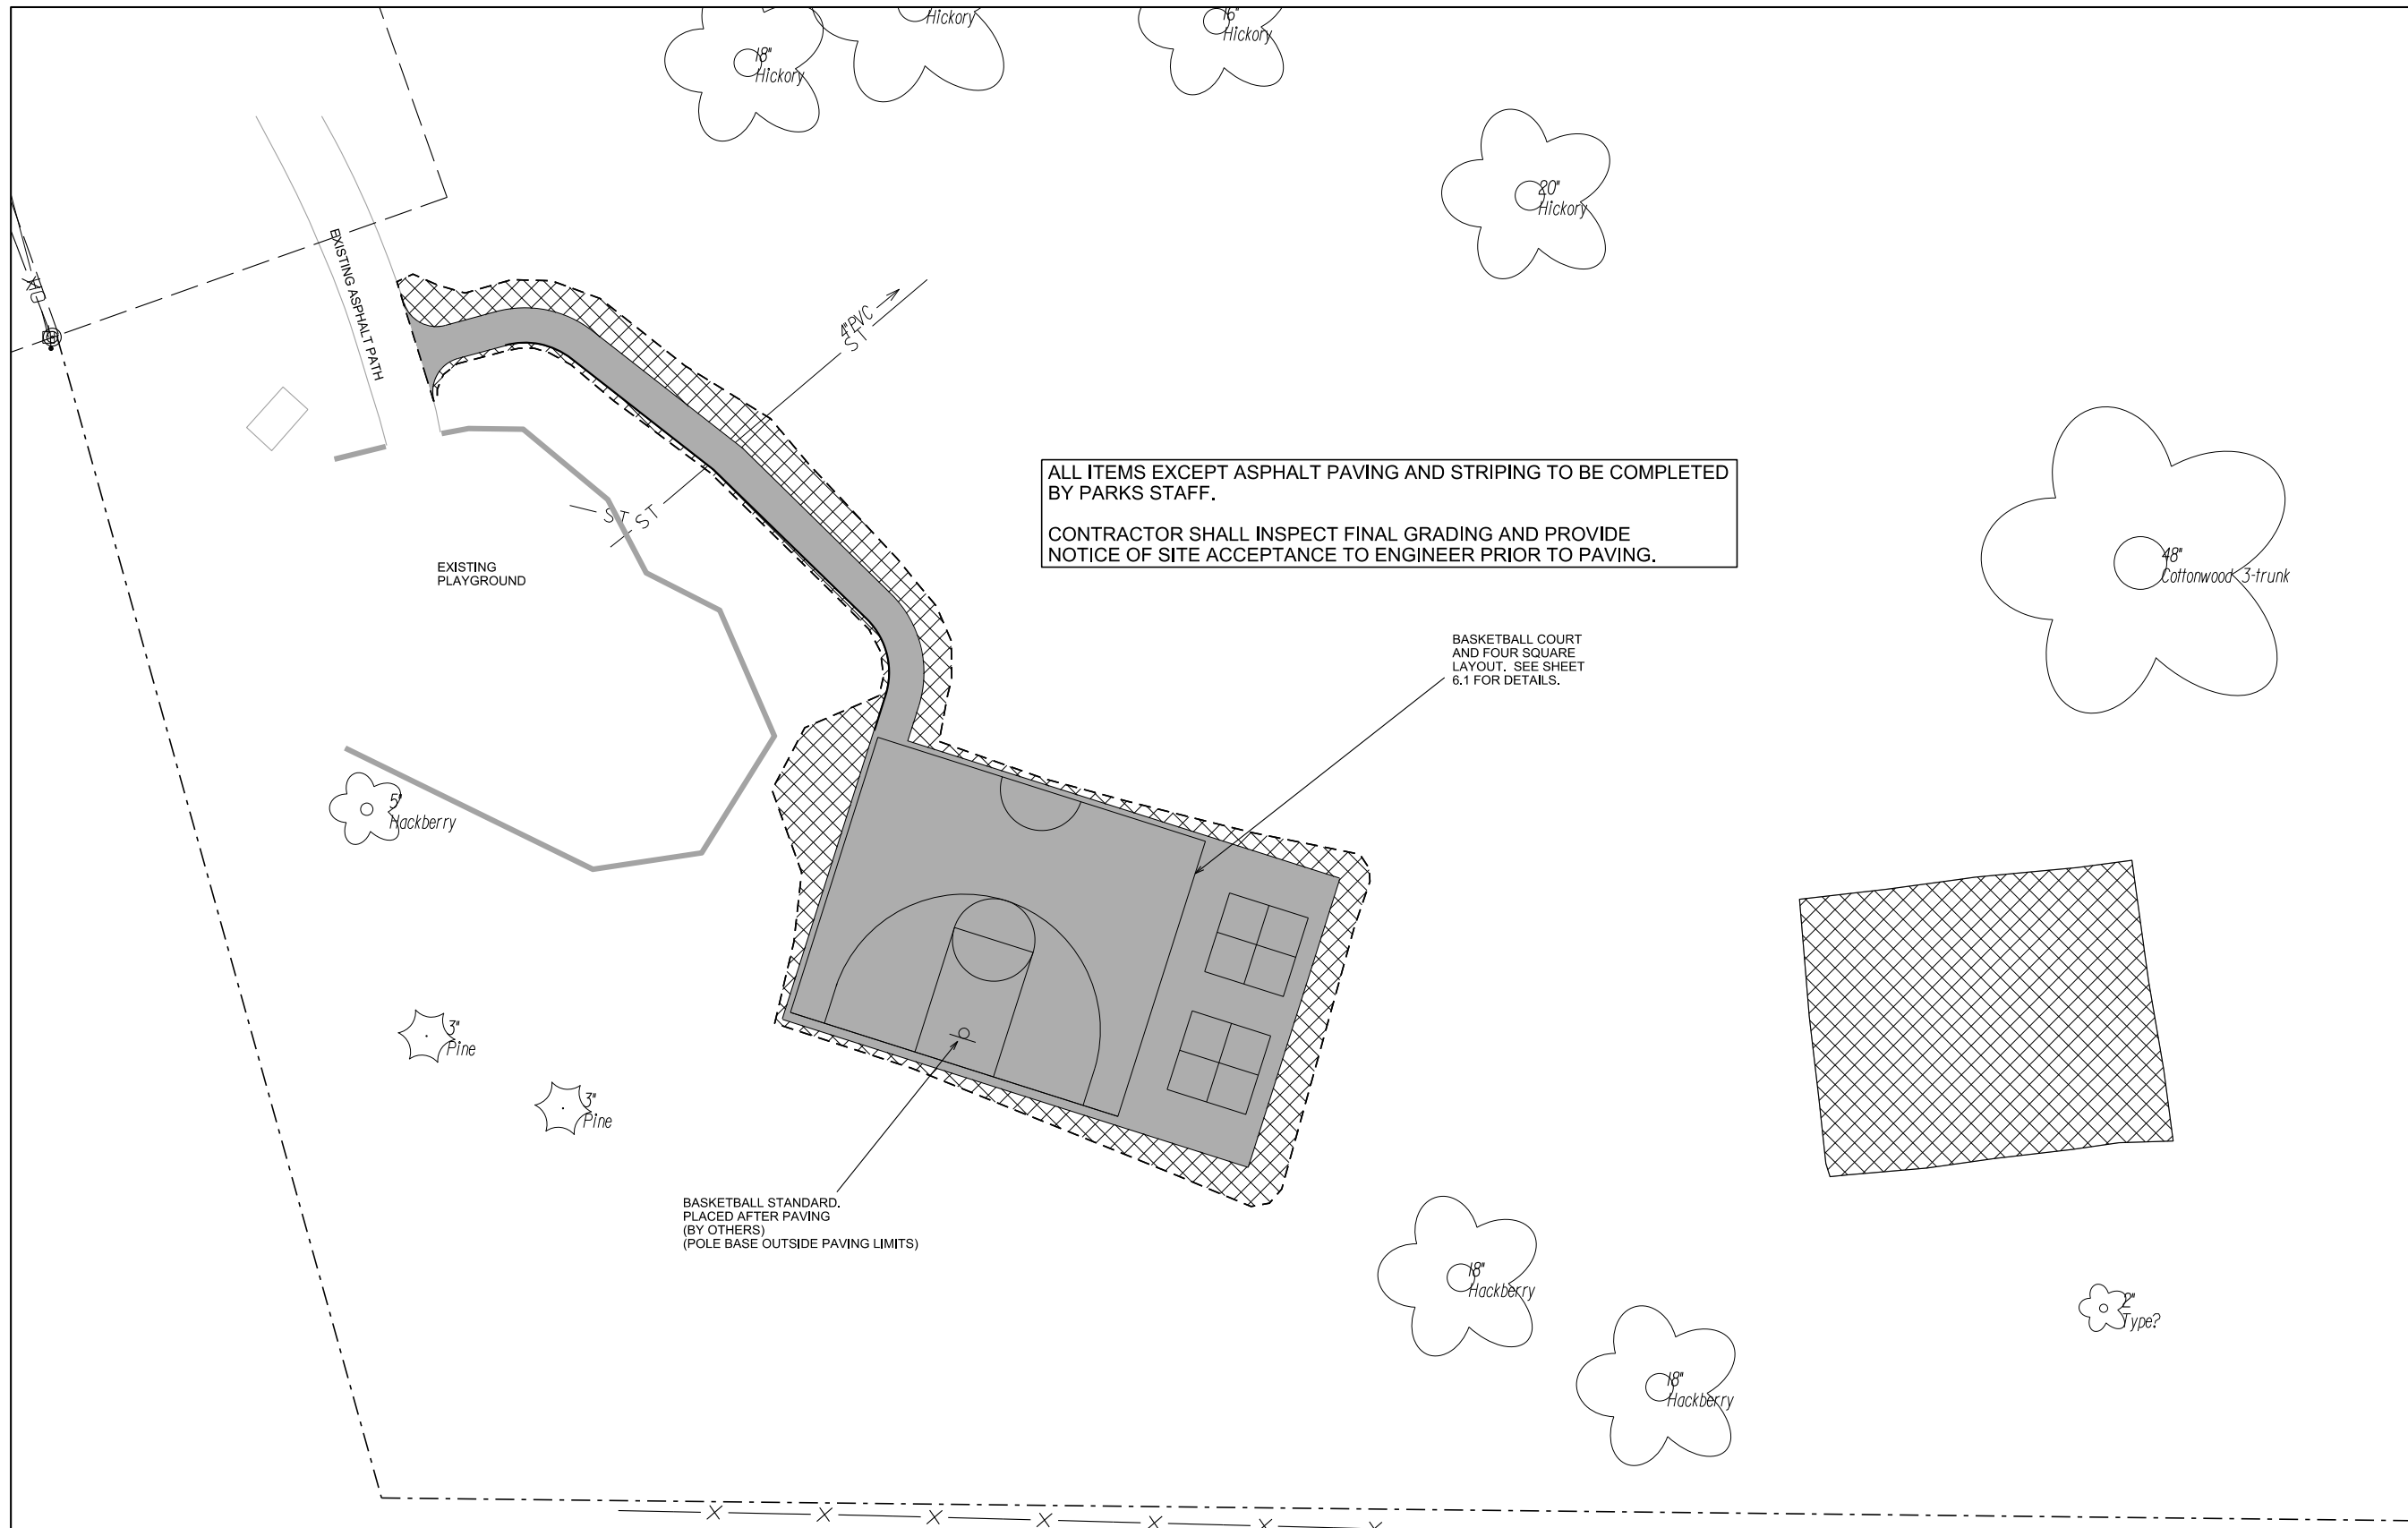 Hickory
16"
Hickory
18"
Hickory
20"
Hickory
EXISTING ASPHALT PATH
4"PVC
ST
ALL ITEMS EXCEPT ASPHALT PAVING AND STRIPING TO BE COMPLETED
BY PARKS STAFF.
CONTRACTOR SHALL INSPECT FINAL GRADING AND PROVIDE
NOTICE OF SITE ACCEPTANCE TO ENGINEER PRIOR TO PAVING.
ST
ST
EXISTING
PLAYGROUND
48"
Cottonwood 3-trunk
BASKETBALL COURT
AND FOUR SQUARE
LAYOUT. SEE SHEET
6.1 FOR DETAILS.
5"
Hackberry
3"
Pine
3"
Pine
BASKETBALL STANDARD.
PLACED AFTER PAVING
(BY OTHERS)
(POLE BASE OUTSIDE PAVING LIMITS)
18"
Hackberry
18"
Hackberry
2"
Type?